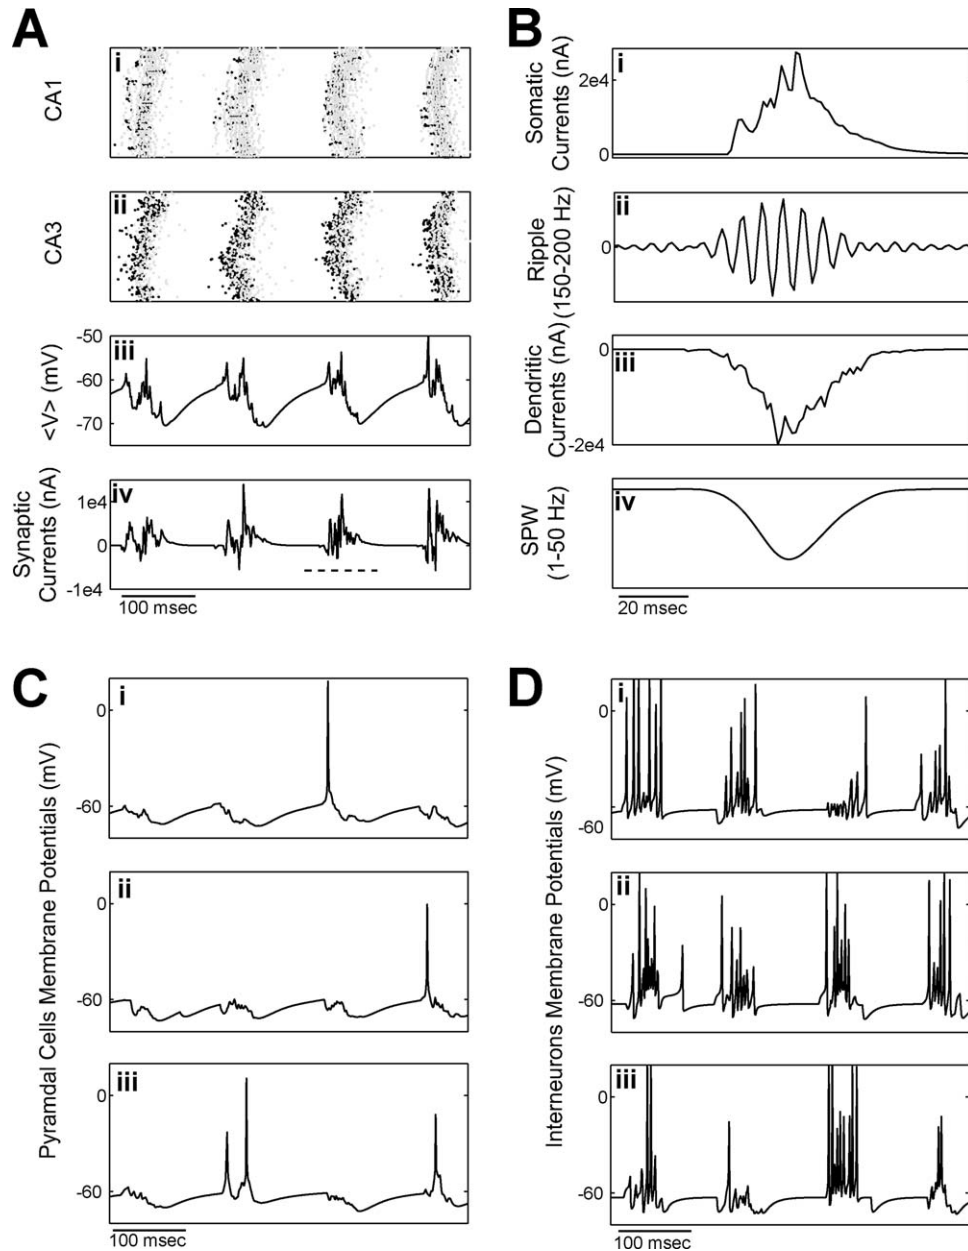 A
i
CA1
ii
CA3
iii
-50
-60
-70
<V> (mV)
iv
1e4
0
-1e4
Synaptic
Currents (nA)
100 msec
B
i
2e4
0
Somatic
Currents (nA)
ii
0
Ripple
(150-200 Hz)
iii
0
-2e4
Dendritic
Currents (nA)
iv
SPW
(1-50 Hz)
20 msec
C
Pyramdal Cells Membrane Potentials (mV)
i
0
-60
ii
0
-60
iii
0
-60
100 msec
D
Interneurons Membrane Potentials (mV)
i
0
-60
ii
0
-60
iii
0
-60
100 msec